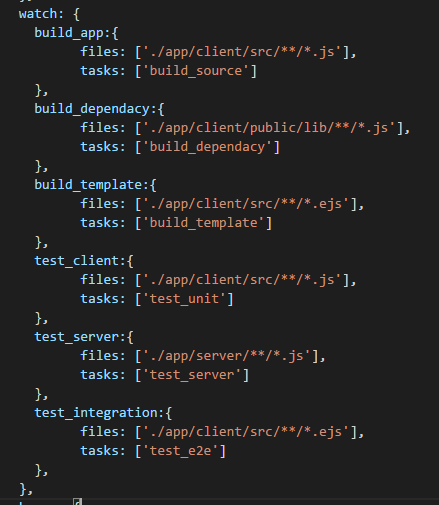 watch: {
build_app:{
files: ['./app/client/src/**/*.js'],
tasks: ['build_source']
},
build_dependacy:{
files: ['./app/client/public/lib/**/*.js'],
tasks: ['build_dependacy']
},
build_template:{
files: ['./app/client/src/**/*.ejs'],
tasks: ['build_template']
},
test_client:{
files: ['./app/client/src/**/*.js'],
tasks: ['test_unit']
},
test_server:{
files: ['./app/server/**/*.js'],
tasks: ['test_server']
},
test_integration:{
files: ['./app/client/src/**/*.ejs'],
tasks: ['test_e2e']
},
},